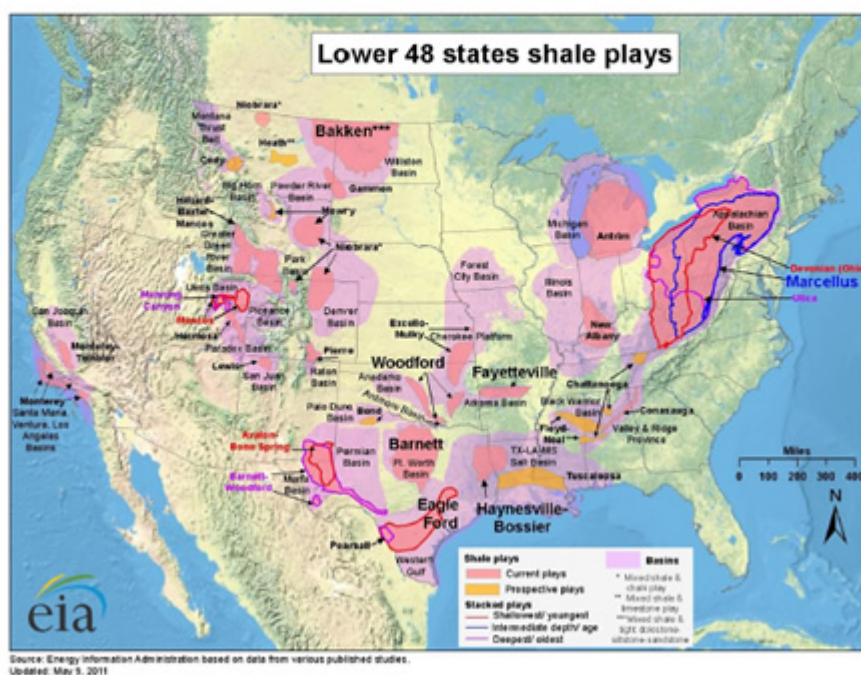 Lower 48 states shale plays
Niobrara*
Montana
Thrust
Belt
Heath**
Bakken***
Cody
Williston
Basin
Big Horn
Basin
Powder River
Basin
Gammon
Hilliard-
Baxter-
Mancos
Mowry
Greater
Green
River
Basin
Niobrara*
Park
Basin
Michigan
Basin
Antrim
Appalachian
Basin
Devonian (Ohi
Marcellus
Utica
Forest
City Basin
Illinois
Basin
Uinta Basin
Manning
Canyon
Mancos
Piceance
Basin
Denver
Basin
San Joaquin
Basin
Hermosa
Paradox Basin
Excello-
Mulky
Cherokee Platform
New
Albany
Monterey-
Temblor
Lewis
San Juan
Basin
Pierre
Raton
Basin
Woodford
Anadarko
Basin
Fayetteville
Chattanooga
Monterey
Santa Maria,
Ventura, Los
Angeles
Basins
Palo Duro
Basin
Bend
Ardmore Basin
Arkoma Basin
Black Warrior
Basin
Conasauga
Floyd-
Neal
Valley & Ridge
Province
Avalon-
Bone Spring
Permian
Basin
Barnett
Ft. Worth
Basin
TX-LA-MS
Salt Basin
Tuscaloosa
Barnett-
Woodford
Marfa
Basin
Eagle
Ford
Haynesville-
Bossier
Pearsall
Western
Gulf
Miles
0 100 200 300 400
N
Shale plays
Current plays
Prospective plays
Stacked plays
Shallowest/ youngest
Intermediate depth/ age
Deepest/ oldest
Basins
* Mixed shale &
chalk play
** Mixed shale &
limestone play
***Mixed shale &
tight dolostone-
siltstone-sandstone
eia
Source: Energy Information Administration based on data from various published studies.
Updated: May 9, 2011